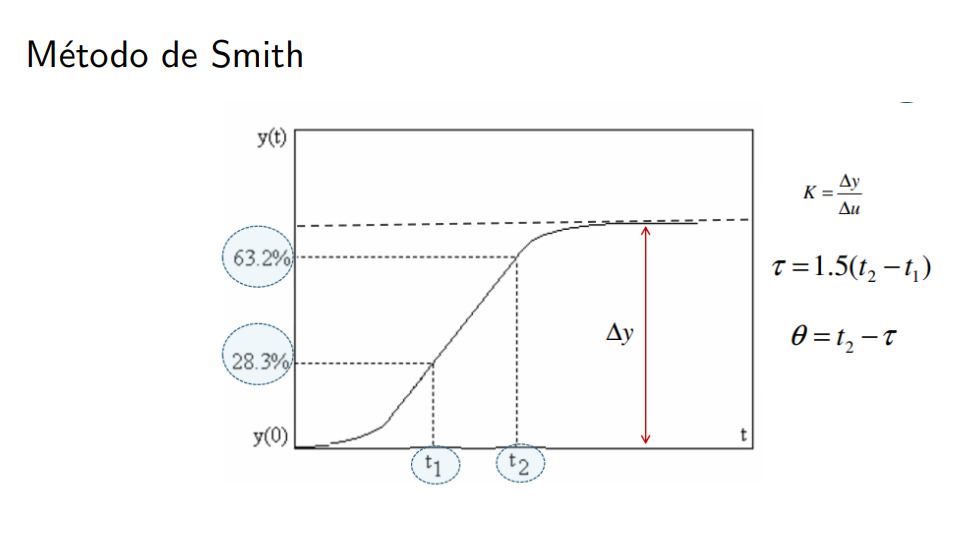 Método de Smith
y(t)
K = Δy / Δu
63.2%
τ = 1.5(t₂ − t₁)
Δy
θ = t₂ − τ
28.3%
y(0)
t
t₁
t₂